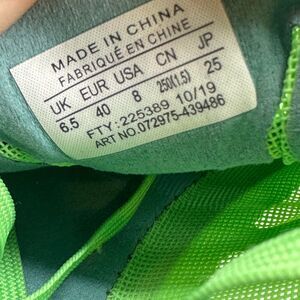 MADE IN CHINA
FABRIQUÉ EN CHINE
UK EUR USA CN JP
6.5 40 8 250(1.5) 25
FTY: 225389 10/19
ART NO.072975-439486